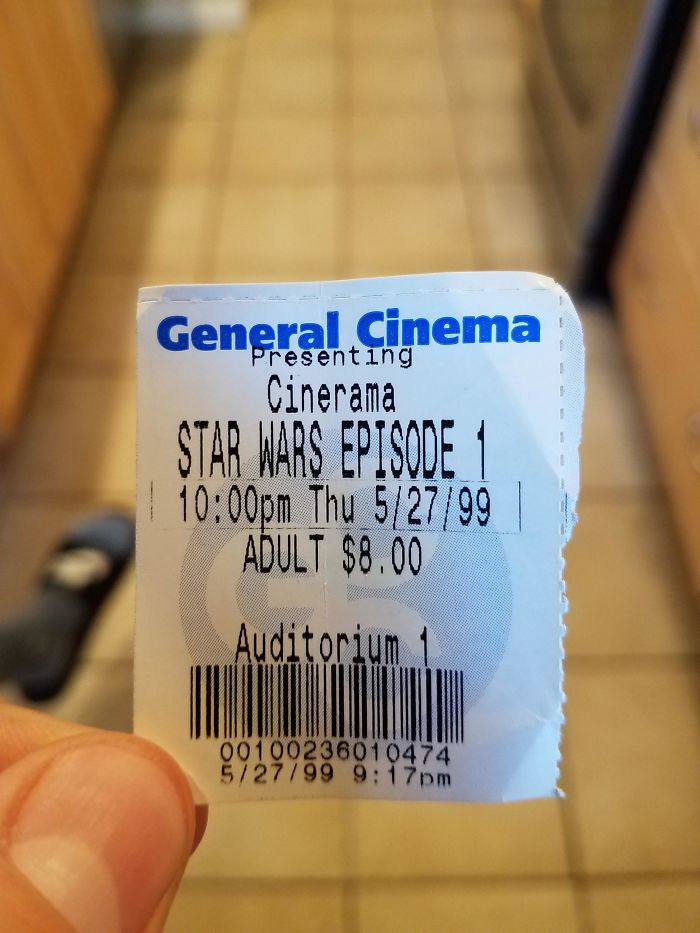 General Cinema
Presenting
Cinerama
STAR WARS EPISODE 1
10:00pm Thu 5/27/99
ADULT $8.00
Auditorium 1
00100236010474
5/27/99 9:17pm